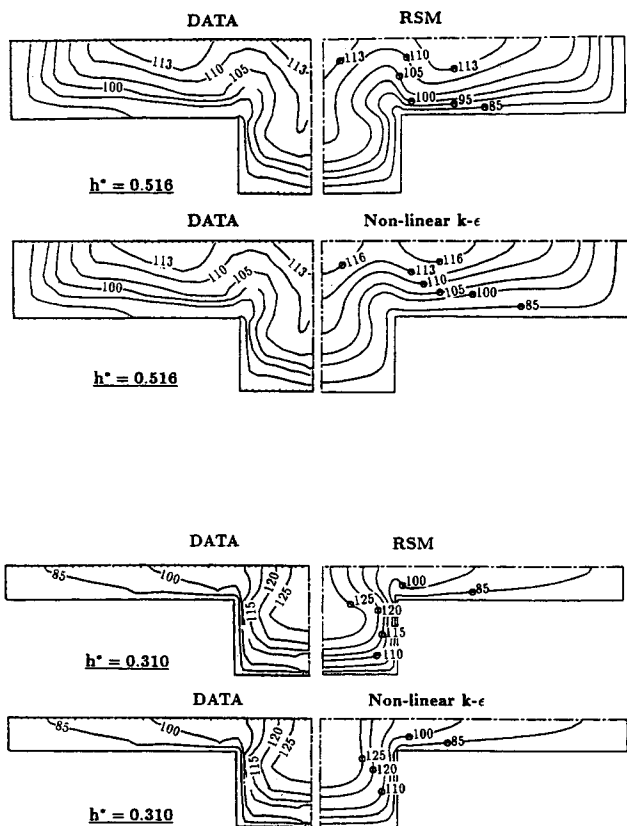 DATA RSM
113 110 105 113 100
113 110 105 113 100 95 85
h* = 0.516
DATA Non-linear k-ϵ
113 110 105 113 100
116 116 113 110 105 100 85
h* = 0.516
DATA RSM
85 100 120 125 115
125 100 120 85 115 110
h* = 0.310
DATA Non-linear k-ϵ
85 100 120 125 115
100 85 125 120 110
h* = 0.310